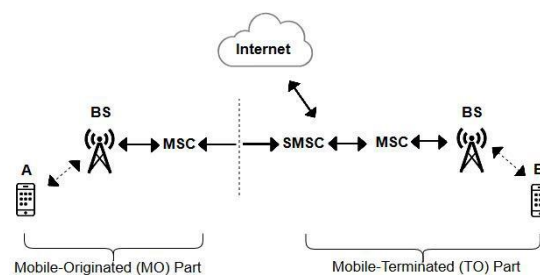 Internet
BS
BS
A
MSC
SMSC
MSC
B
Mobile-Originated (MO) Part
Mobile-Terminated (TO) Part